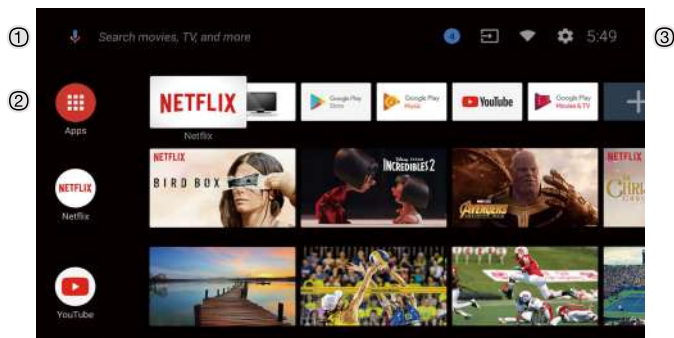 ①
Search movies, TV, and more
4
5:49
③
②
NETFLIX
Google Play
Store
Google Play
Music
YouTube
Google Play
Movies & TV
Apps
Netflix
NETFLIX
BIRD BOX
INCREDIBLES 2
AVENGERS
NETFLIX
NETFLIX
Netflix
YouTube